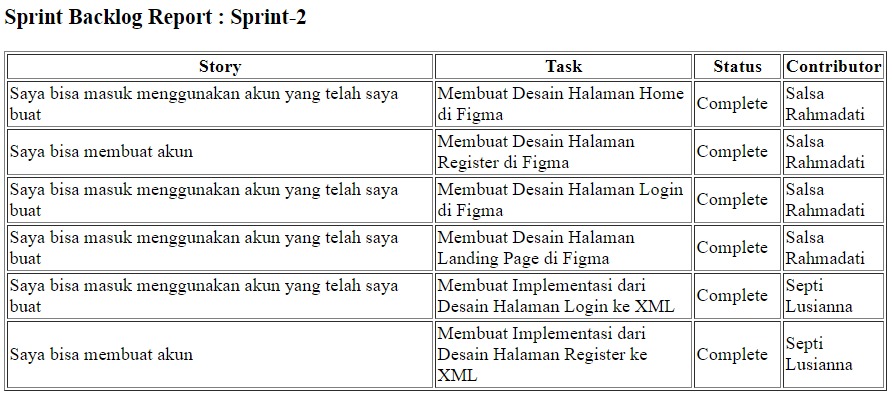 Sprint Backlog Report : Sprint-2
Story Task Status Contributor
Saya bisa masuk menggunakan akun yang telah saya
buat
Membuat Desain Halaman Home
di Figma
Complete
Salsa
Rahmadati
Saya bisa membuat akun
Membuat Desain Halaman
Register di Figma
Complete
Salsa
Rahmadati
Saya bisa masuk menggunakan akun yang telah saya
buat
Membuat Desain Halaman Login
di Figma
Complete
Salsa
Rahmadati
Saya bisa masuk menggunakan akun yang telah saya
buat
Membuat Desain Halaman
Landing Page di Figma
Complete
Salsa
Rahmadati
Saya bisa masuk menggunakan akun yang telah saya
buat
Membuat Implementasi dari
Desain Halaman Login ke XML
Complete
Septi
Lusianna
Saya bisa membuat akun
Membuat Implementasi dari
Desain Halaman Register ke
XML
Complete
Septi
Lusianna